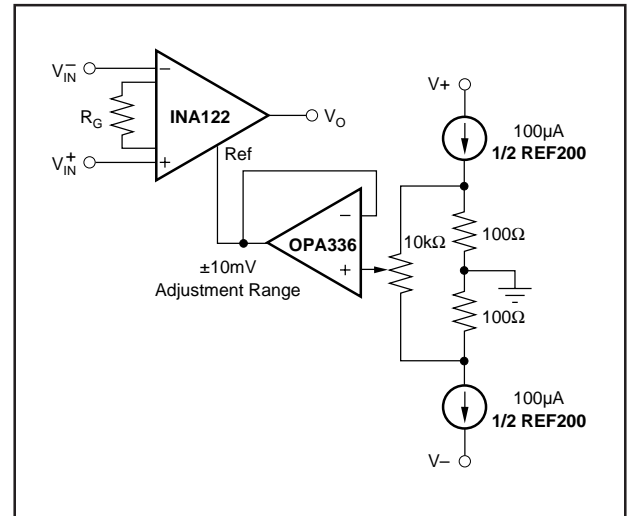 V–IN
–
RG
INA122
VO
V+IN
+
Ref
V+
100µA
1/2 REF200
–
OPA336
+
10kΩ
100Ω
±10mV
Adjustment Range
100Ω
100µA
1/2 REF200
V–